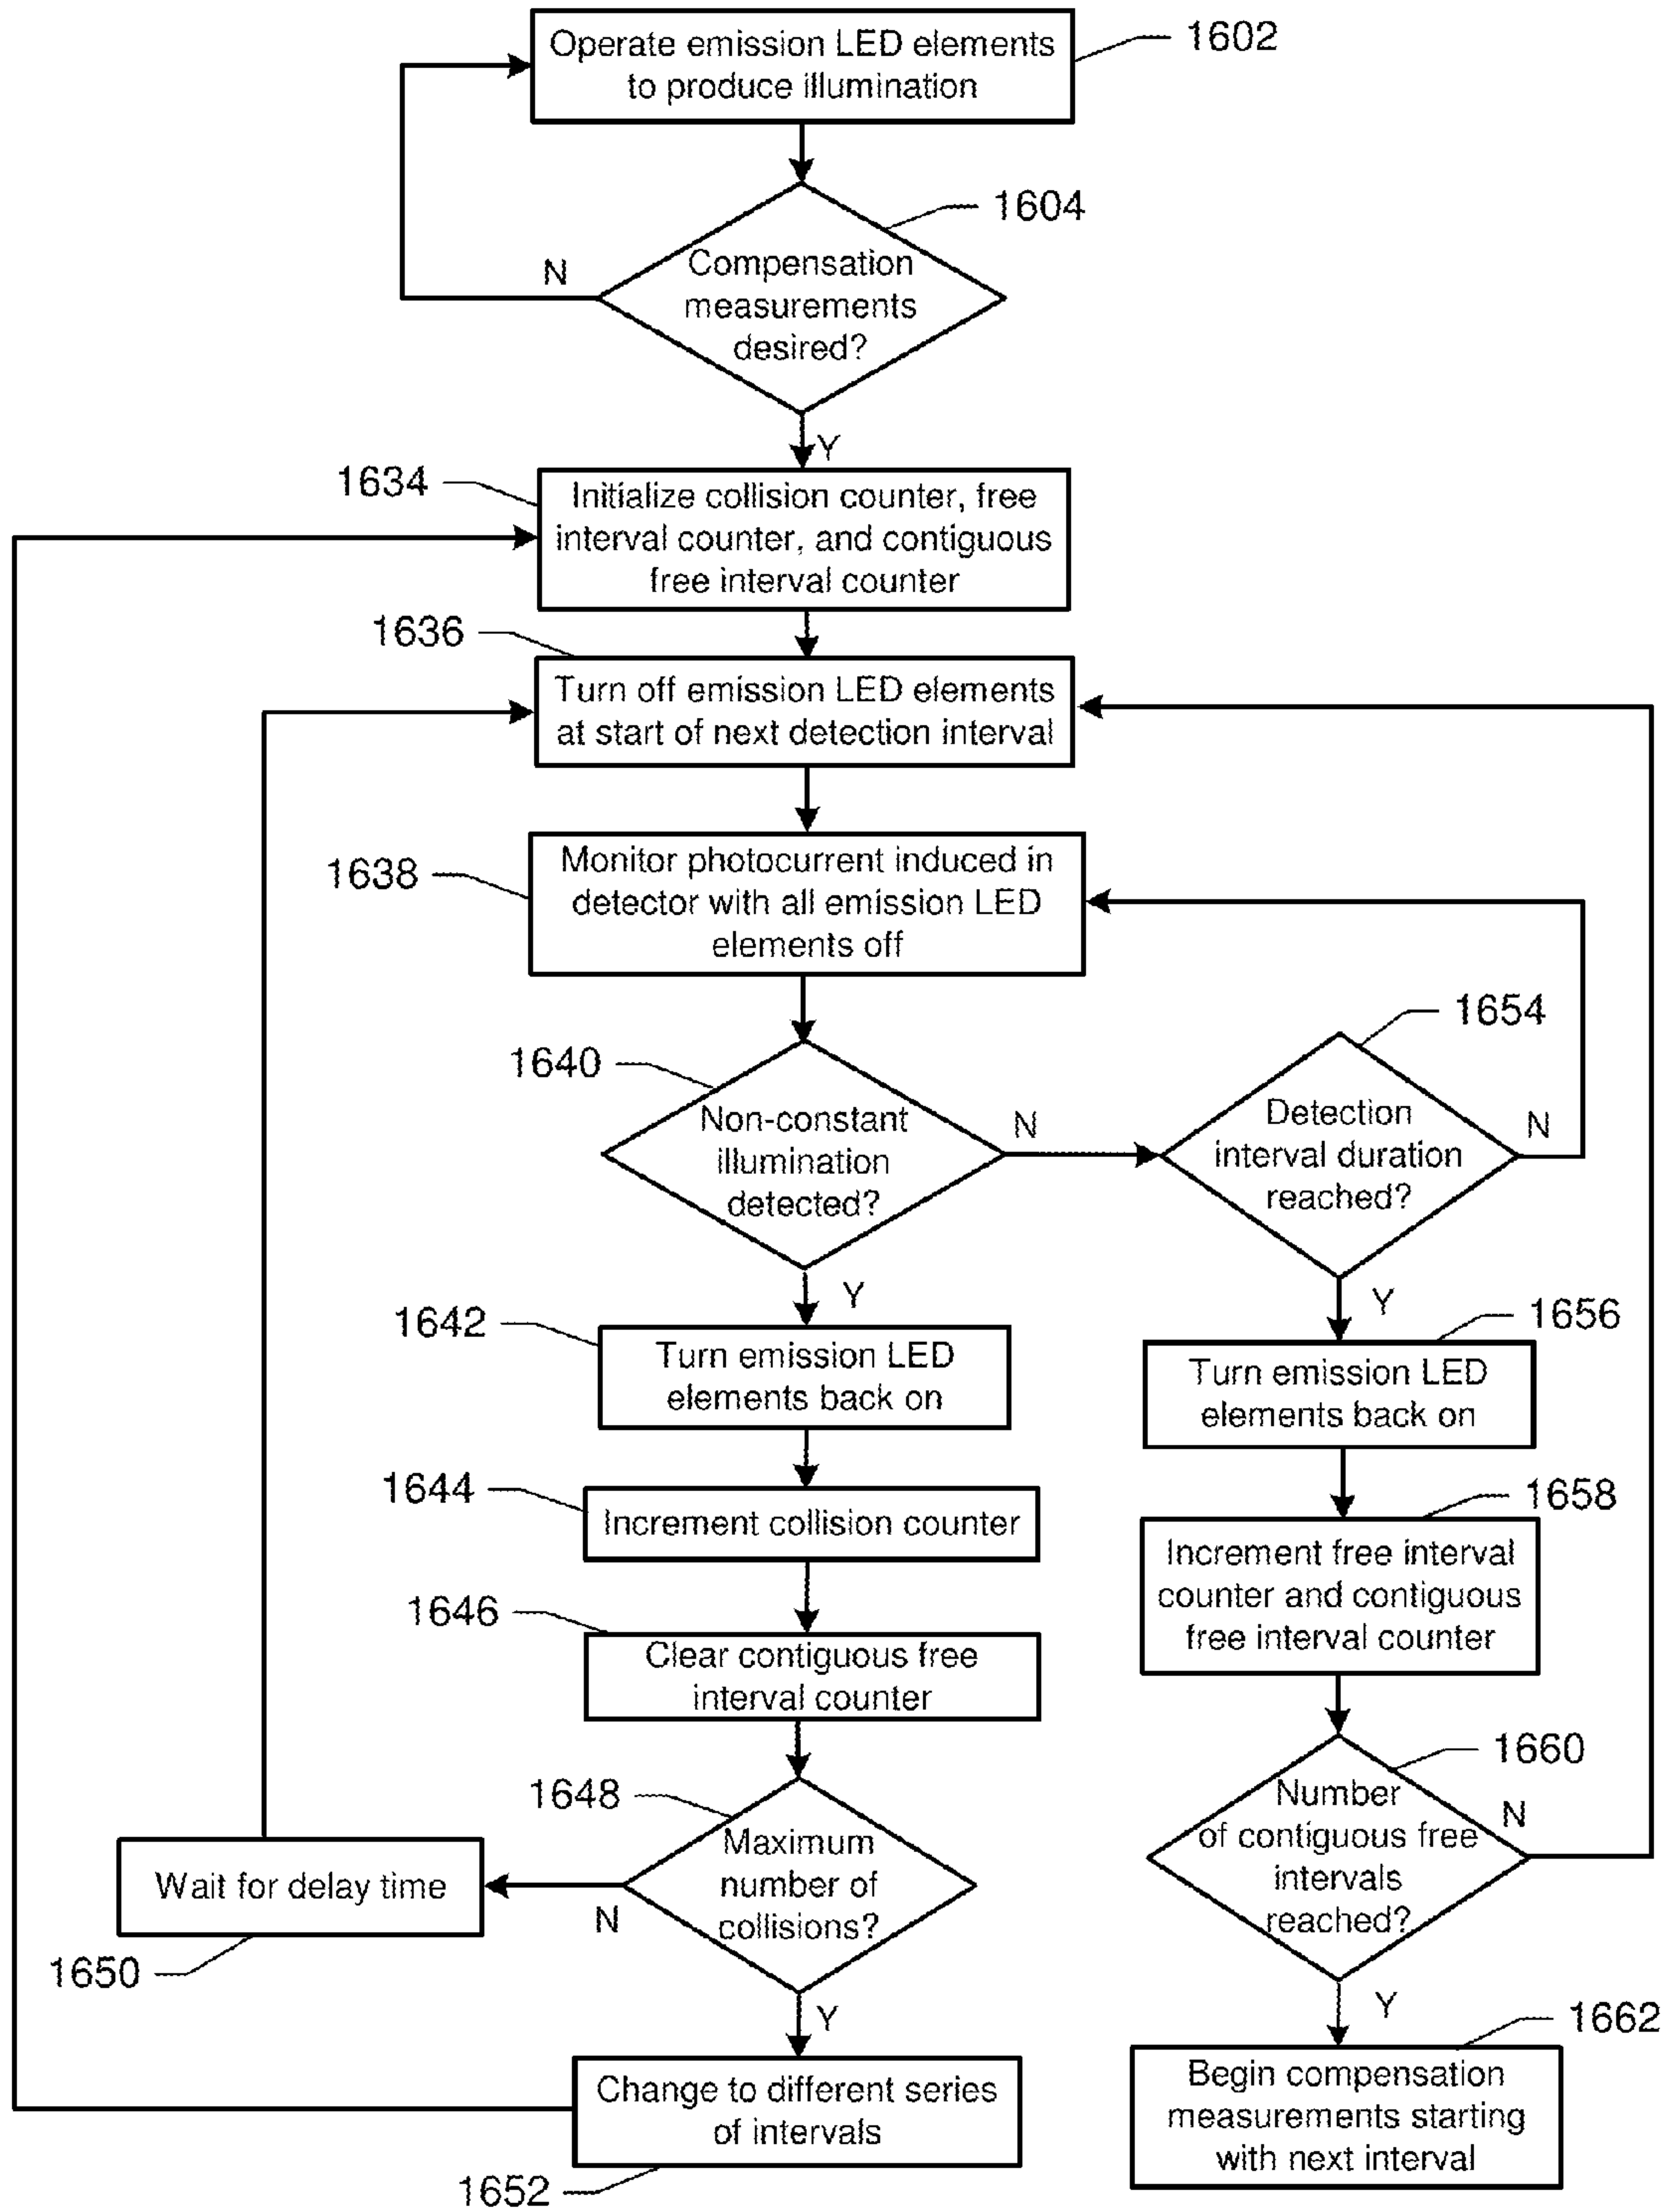 Operate emission LED elements
to produce illumination
1602
1604
Compensation
measurements
desired?
N
Y
1634
Initialize collision counter, free
interval counter, and contiguous
free interval counter
1636
Turn off emission LED elements
at start of next detection interval
1638
Monitor photocurrent induced in
detector with all emission LED
elements off
1640
Non-constant
illumination
detected?
N
1654
Detection
interval duration
reached?
N
Y
1642
Turn emission LED
elements back on
Y
1656
Turn emission LED
elements back on
1644
Increment collision counter
1658
Increment free interval
counter and contiguous
free interval counter
1646
Clear contiguous free
interval counter
1648
Maximum
number of
collisions?
1660
Number
of contiguous free
intervals
reached?
N
Wait for delay time
N
1650
Y
Y
1652
Change to different series
of intervals
1662
Begin compensation
measurements starting
with next interval